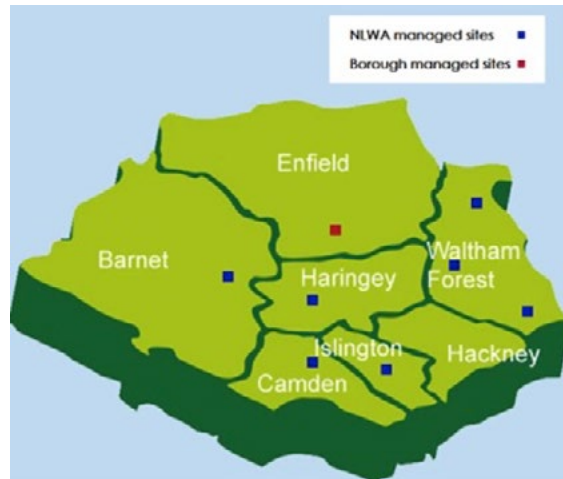 NLWA managed sites
Borough managed sites
Enfield
Barnet
Waltham
Forest
Haringey
Islington
Hackney
Camden